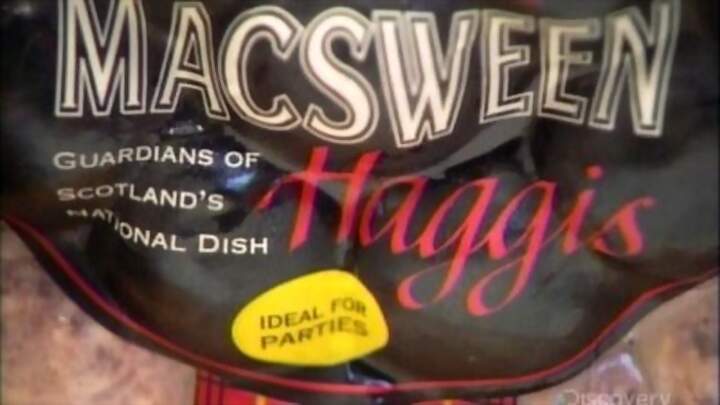 MACSWEEN
GUARDIANS OF
SCOTLAND'S
NATIONAL DISH
Haggis
IDEAL FOR
PARTIES
Discovery